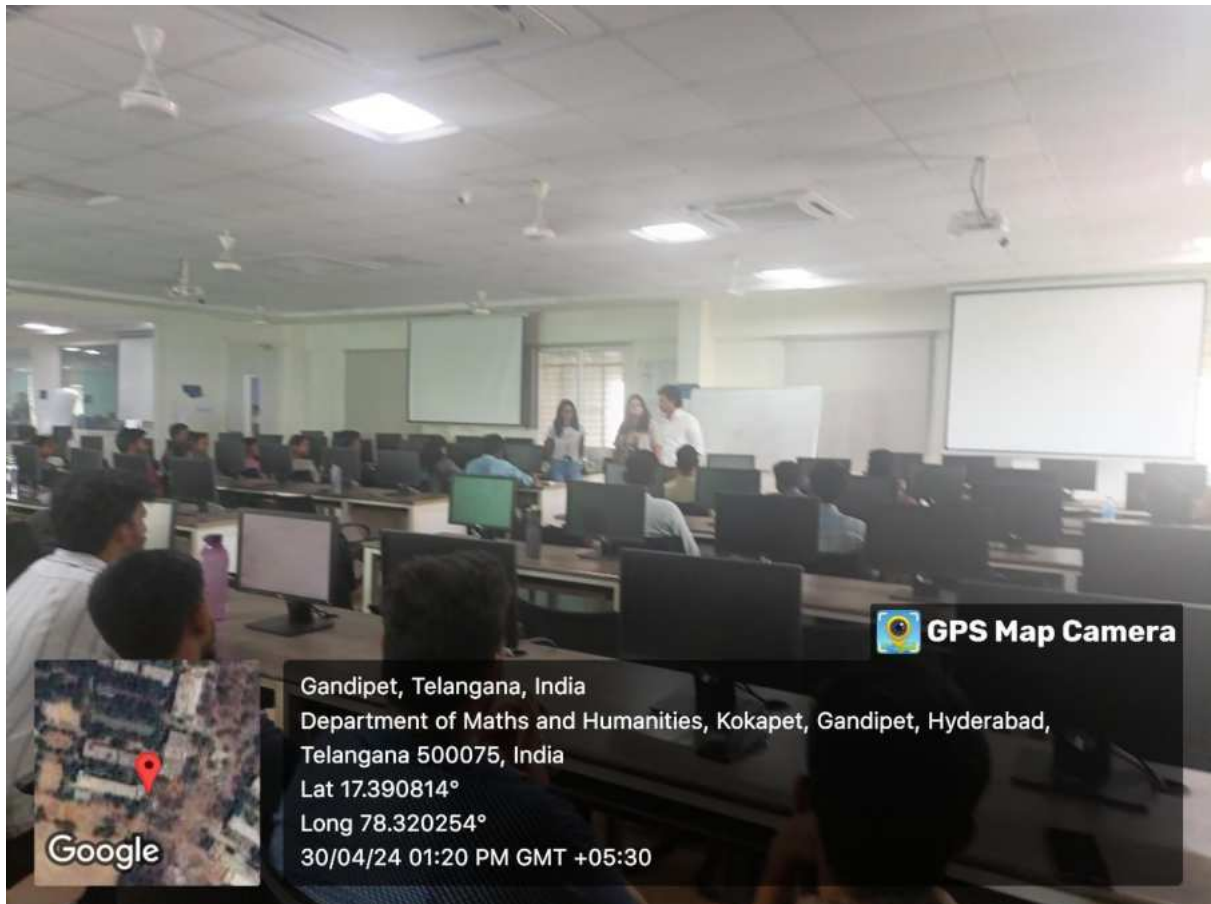 GPS Map Camera
Gandipet, Telangana, India
Department of Maths and Humanities, Kokapet, Gandipet, Hyderabad,
Telangana 500075, India
Lat 17.390814°
Long 78.320254°
30/04/24 01:20 PM GMT +05:30
Google